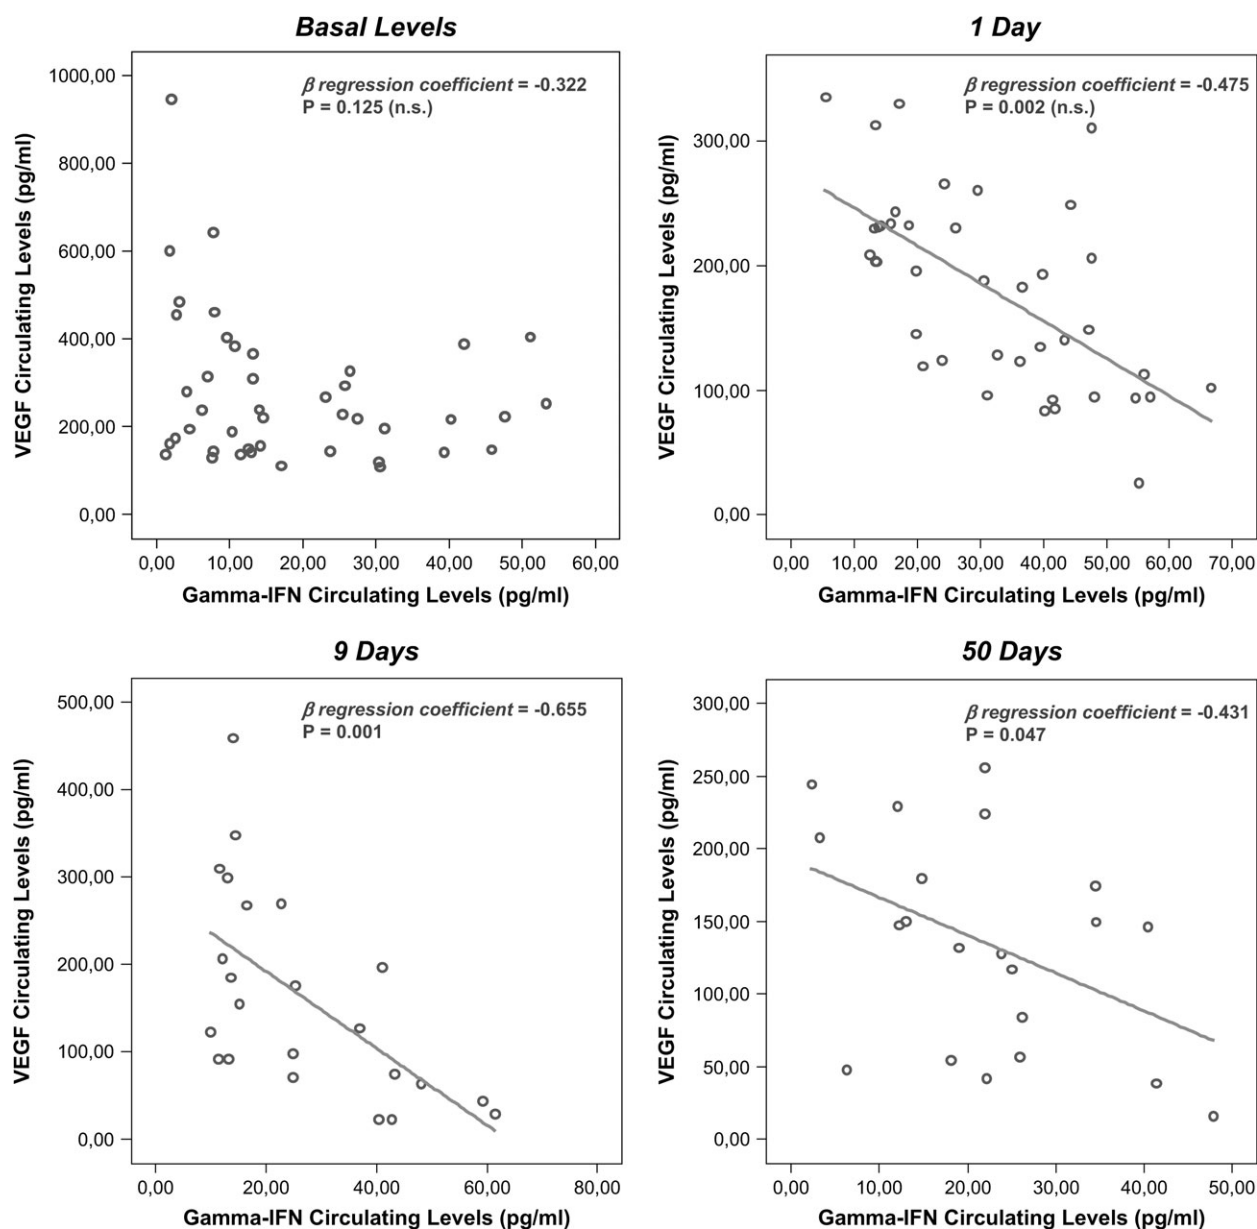 Basal Levels
β regression coefficient = -0.322
P = 0.125 (n.s.)
VEGF Circulating Levels (pg/ml)
1000,00
800,00
600,00
400,00
200,00
0,00
0,00 10,00 20,00 30,00 40,00 50,00 60,00
Gamma-IFN Circulating Levels (pg/ml)
1 Day
β regression coefficient = -0.475
P = 0.002 (n.s.)
VEGF Circulating Levels (pg/ml)
300,00
200,00
100,00
0,00
0,00 10,00 20,00 30,00 40,00 50,00 60,00 70,00
Gamma-IFN Circulating Levels (pg/ml)
9 Days
β regression coefficient = -0.655
P = 0.001
VEGF Circulating Levels (pg/ml)
500,00
400,00
300,00
200,00
100,00
0,00
0,00 20,00 40,00 60,00 80,00
Gamma-IFN Circulating Levels (pg/ml)
50 Days
β regression coefficient = -0.431
P = 0.047
VEGF Circulating Levels (pg/ml)
300,00
250,00
200,00
150,00
100,00
50,00
0,00
0,00 10,00 20,00 30,00 40,00 50,00
Gamma-IFN Circulating Levels (pg/ml)